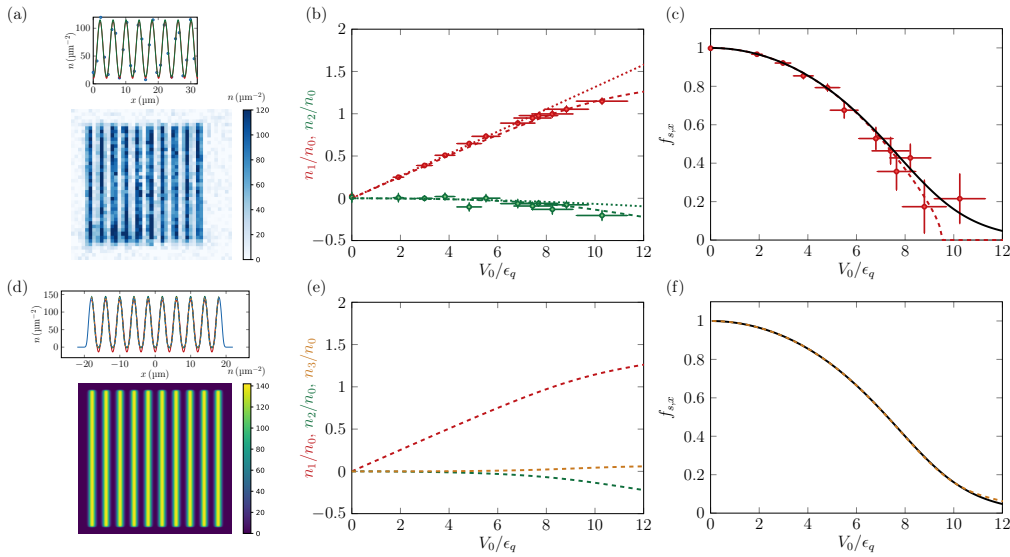 (a)
n (µm⁻²)
100
50
0
0 10 20 30
x (µm)
n (µm⁻²)
120
100
80
60
40
20
0
(b)
n₁/n₀, n₂/n₀
2
1.5
1
0.5
0
−0.5
0 2 4 6 8 10 12
V₀/ϵ_q
(c)
f_{s,x}
1
0.8
0.6
0.4
0.2
0
0 2 4 6 8 10 12
V₀/ϵ_q
(d)
n (µm⁻²)
150
100
50
0
−20 −10 0 10 20
x (µm)
n (µm⁻²)
140
120
100
80
60
40
20
0
(e)
n₁/n₀, n₂/n₀, n₃/n₀
2
1.5
1
0.5
0
−0.5
0 2 4 6 8 10 12
V₀/ϵ_q
(f)
f_{s,x}
1
0.8
0.6
0.4
0.2
0
0 2 4 6 8 10 12
V₀/ϵ_q